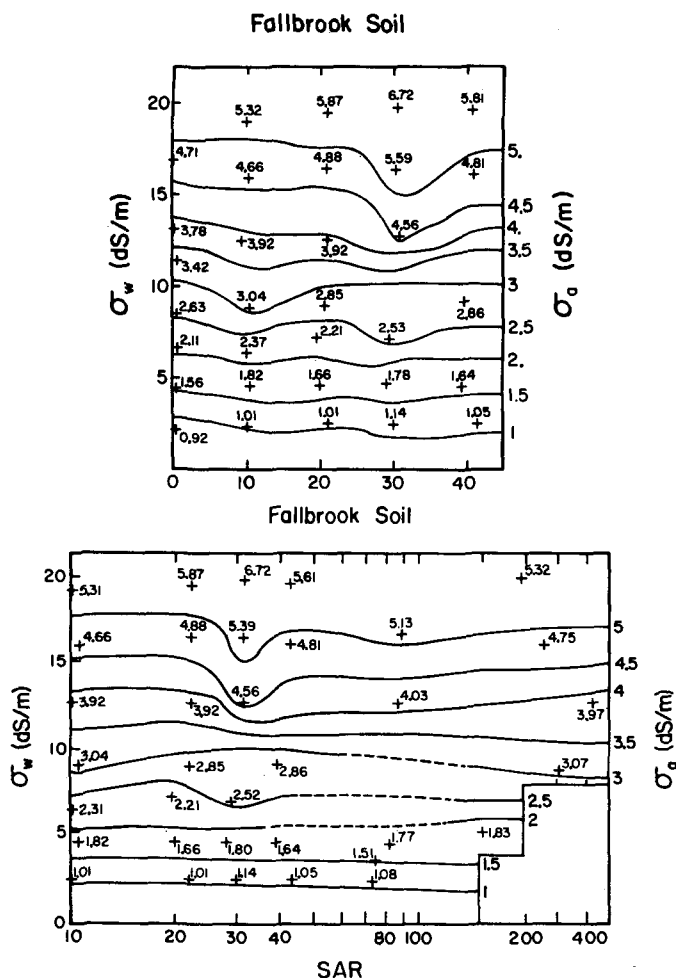 Fallbrook Soil
20
5.32 5.87 6.72 5.81
4.71 4.66 4.88 5.59 4.81 5.
15
4.56 4.5
3.78 3.92 3.92 4.
3.42 3.5
σw (dS/m) σa (dS/m)
10
2.63 3.04 2.85 2.86 3
2.11 2.37 2.21 2.53 2.5
2.
5
1.56 1.82 1.66 1.78 1.64 1.5
0.92 1.01 1.01 1.14 1.05 1
0 10 20 30 40
Fallbrook Soil
20
5.31 5.87 6.72 5.61 5.32
4.66 4.88 5.39 4.81 5.13 4.75 5
15
4.5
3.92 3.92 4.56 4.03 3.97 4
3.5
σw (dS/m) σa (dS/m)
10
3.04 2.85 2.86 3.07 3
2.31 2.21 2.52 2.5
2
5
1.82 1.66 1.80 1.64 1.77 1.83
1.51 1.5
1.01 1.01 1.14 1.05 1.08 1
0
10 20 30 40 60 80 100 200 400
SAR